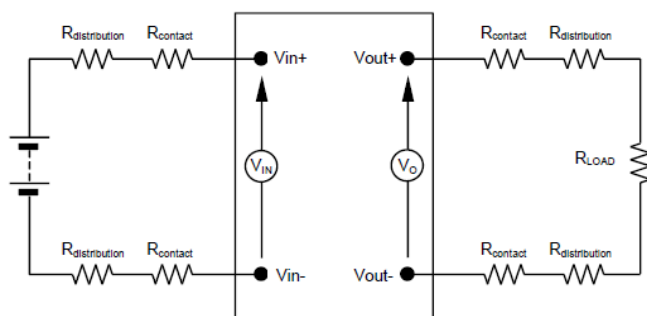 Rdistribution Rcontact Rcontact Rdistribution
Vin+ Vout+
VIN VO RLOAD
Rdistribution Rcontact Rcontact Rdistribution
Vin- Vout-